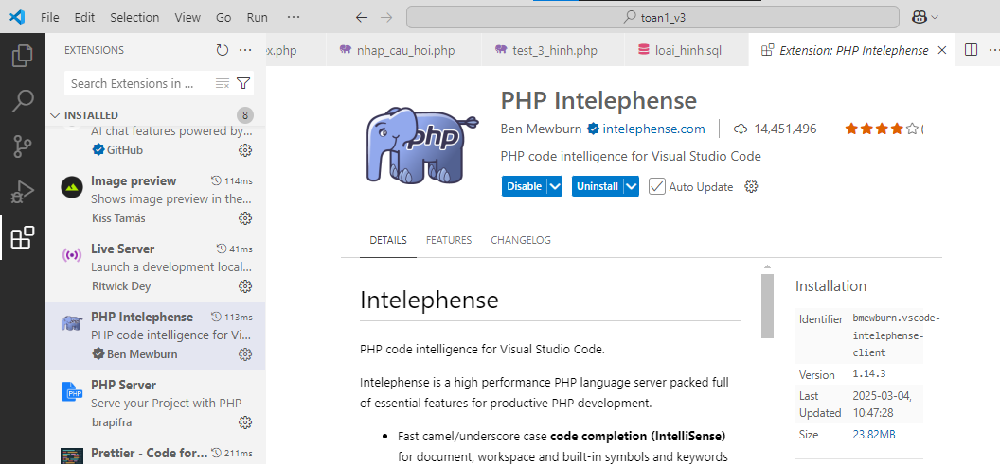 File Edit Selection View Go Run ··· toan1_v3
EXTENSIONS ···
.php nhap_cau_hoi.php test_3_hinh.php loai_hinh.sql Extension: PHP Intelephense
Search Extensions in ...
INSTALLED 8
AI chat features powered by...
GitHub
Image preview 114ms
Shows image preview in the...
Kiss Tamás
Live Server 41ms
Launch a development local...
Ritwick Dey
PHP Intelephense 113ms
PHP code intelligence for Vi...
Ben Mewburn
PHP Server
Serve your Project with PHP
brapifra
Prettier - Code for... 211ms
php
PHP Intelephense
Ben Mewburn intelephense.com 14,451,496 (
PHP code intelligence for Visual Studio Code
Disable Uninstall Auto Update
DETAILS FEATURES CHANGELOG
Intelephense
PHP code intelligence for Visual Studio Code.
Intelephense is a high performance PHP language server packed full
of essential features for productive PHP development.
• Fast camel/underscore case code completion (IntelliSense)
for document, workspace and built-in symbols and keywords
Installation
Identifier bmewburn.vscode-
intelephense-
client
Version 1.14.3
Last 2025-03-04,
Updated 10:47:28
Size 23.82MB